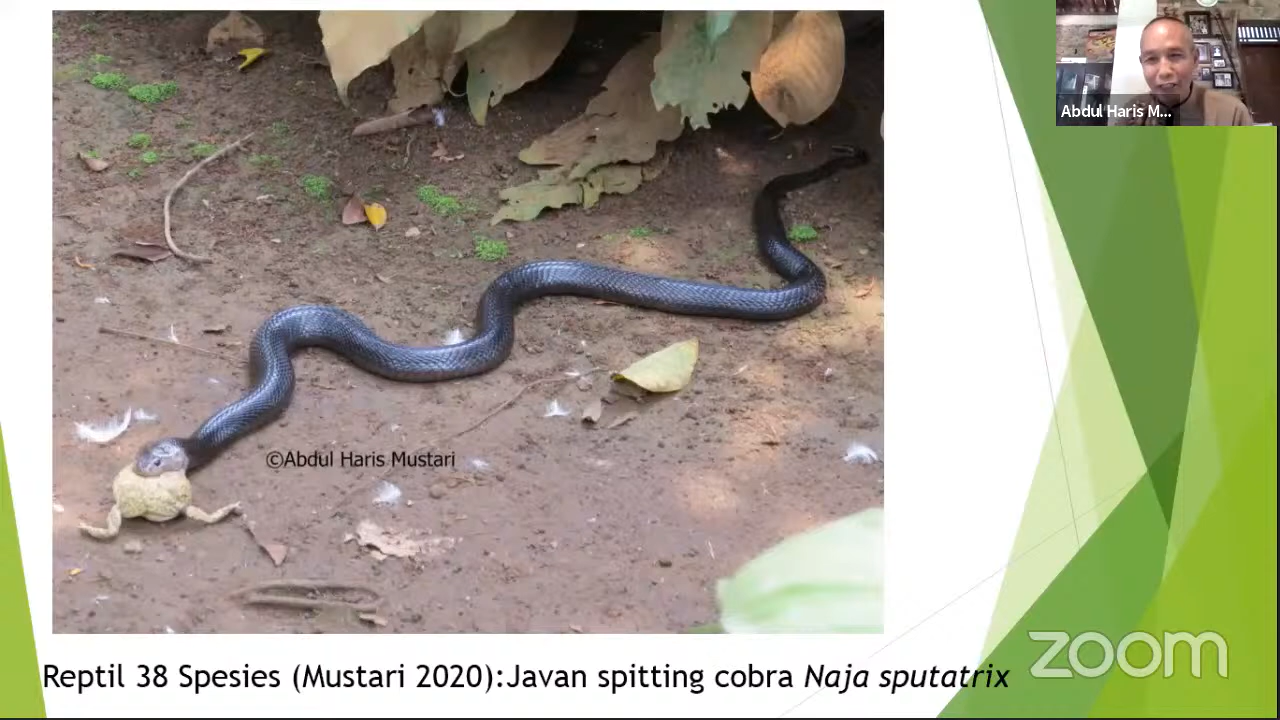 Abdul Haris M...
©Abdul Haris Mustari
Reptil 38 Spesies (Mustari 2020):Javan spitting cobra Naja sputatrix
zoom